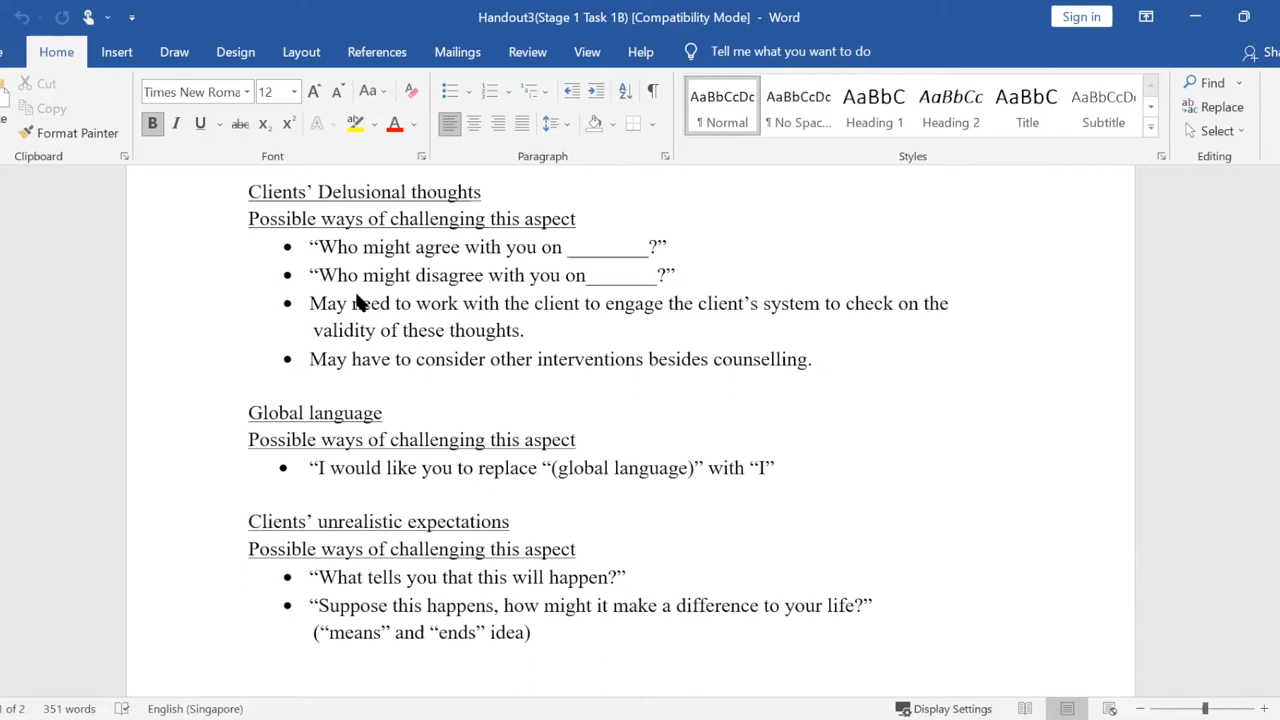 Handout3(Stage 1 Task 1B) [Compatibility Mode] - Word
Sign in
Home Insert Draw Design Layout References Mailings Review View Help Tell me what you want to do
Cut
Copy
Format Painter
Clipboard
Times New Roma 12
Font
Paragraph
AaBbCcDc AaBbCcDc AaBbC AaBbCc AaBbC AaBbCcD
¶ Normal ¶ No Spac... Heading 1 Heading 2 Title Subtitle
Styles
Find
Replace
Select
Editing
Clients’ Delusional thoughts
Possible ways of challenging this aspect
• “Who might agree with you on ________?”
• “Who might disagree with you on_______?”
• May need to work with the client to engage the client’s system to check on the
validity of these thoughts.
• May have to consider other interventions besides counselling.
Global language
Possible ways of challenging this aspect
• “I would like you to replace “(global language)” with “I”
Clients’ unrealistic expectations
Possible ways of challenging this aspect
• “What tells you that this will happen?”
• “Suppose this happens, how might it make a difference to your life?”
(“means” and “ends” idea)
1 of 2 351 words English (Singapore) Display Settings